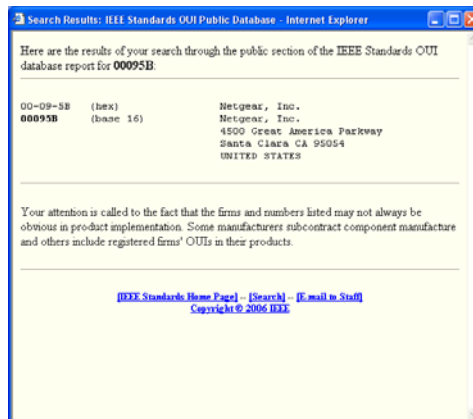 Search Results: IEEE Standards OUI Public Database - Internet Explorer
Here are the results of your search through the public section of the IEEE Standards OUI
database report for 00095B:
00-09-5B (hex) Netgear, Inc.
00095B (base 16) Netgear, Inc.
4500 Great America Parkway
Santa Clara CA 95054
UNITED STATES
Your attention is called to the fact that the firms and numbers listed may not always be
obvious in product implementation. Some manufacturers subcontract component manufacture
and others include registered firms' OUIs in their products.
[IEEE Standards Home Page] -- [Search] -- [E-mail to Staff]
Copyright © 2006 IEEE